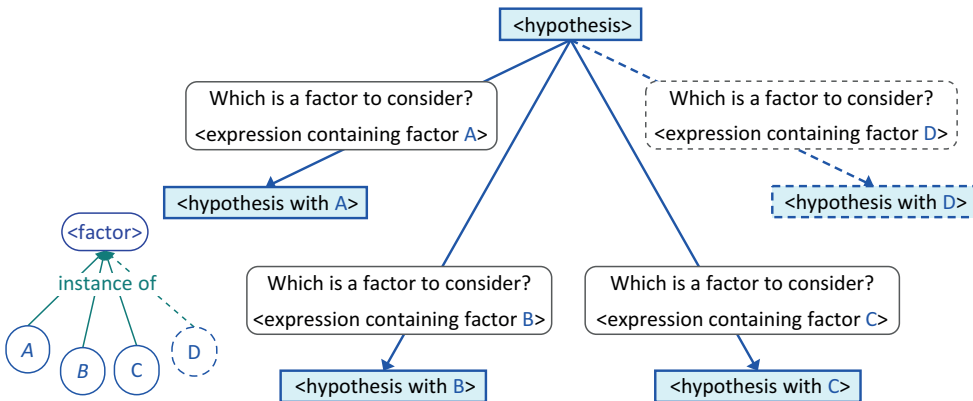 <hypothesis>
Which is a factor to consider?
<expression containing factor A>
Which is a factor to consider?
<expression containing factor D>
<hypothesis with A>
<hypothesis with D>
<factor>
instance of
A
B
C
D
Which is a factor to consider?
<expression containing factor B>
Which is a factor to consider?
<expression containing factor C>
<hypothesis with B>
<hypothesis with C>